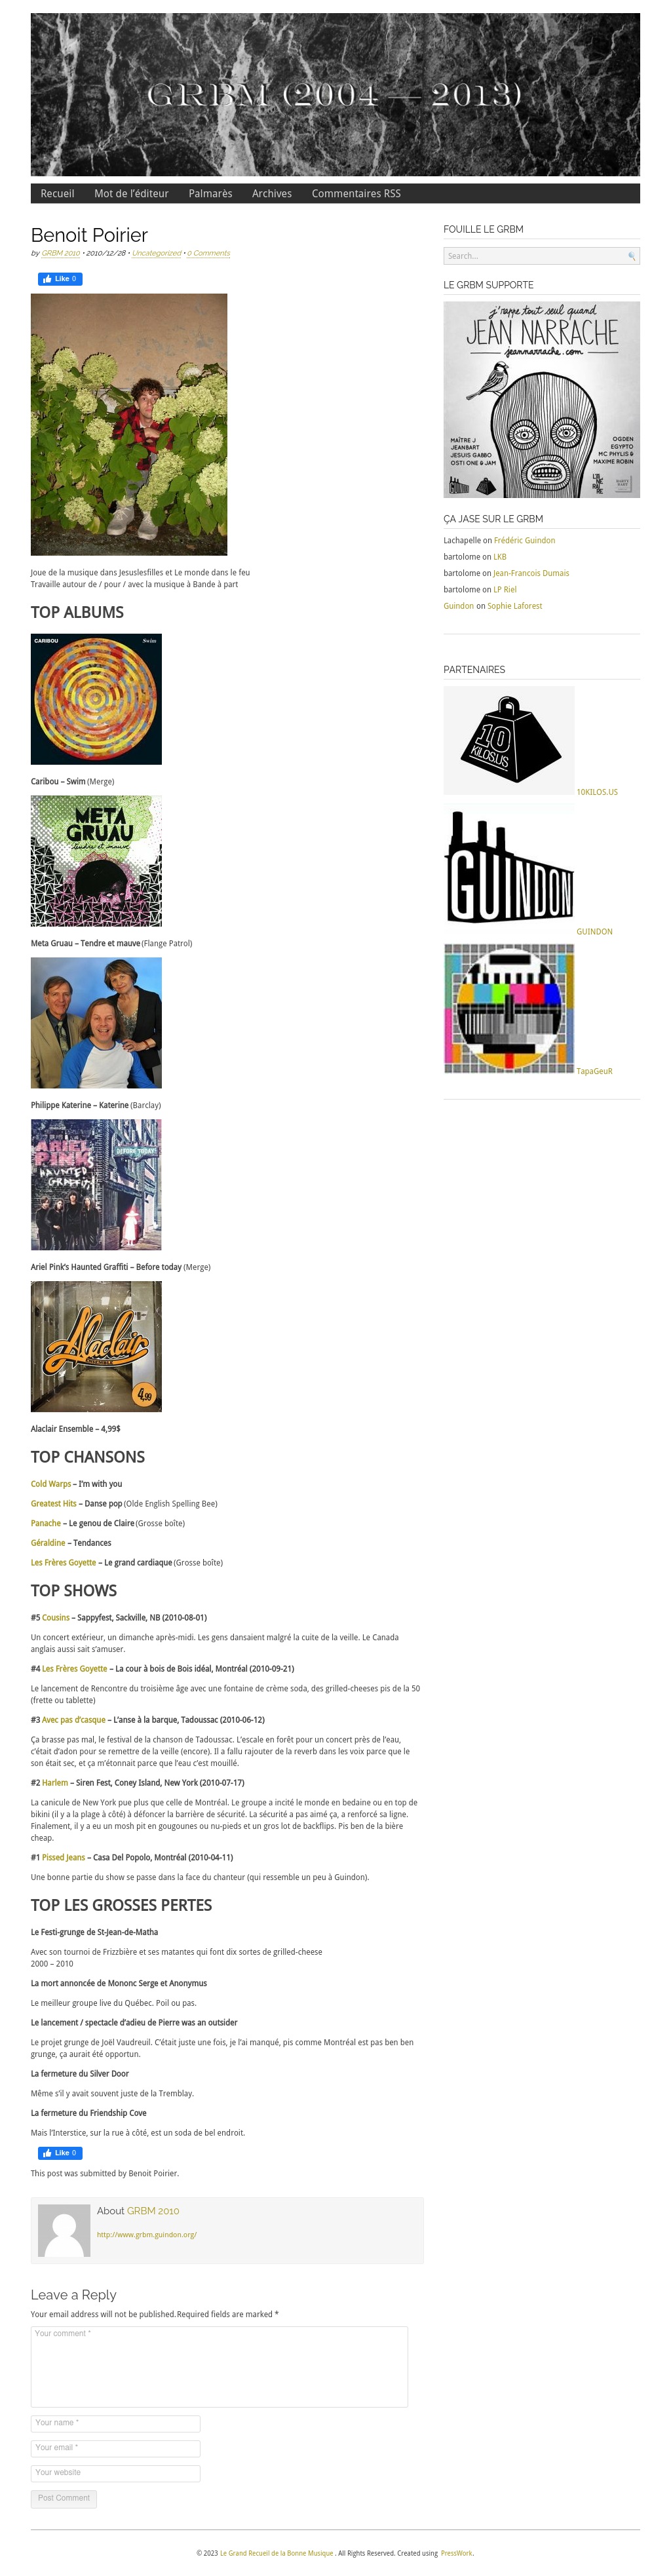 GRBM (2004 — 2013)
Recueil
Mot de l'éditeur
Palmarès
Archives
Commentaires RSS
Benoit Poirier
by GRBM 2010 • 2010/12/28 • Uncategorized • 0 Comments
Like 0
Joue de la musique dans Jesuslesfilles et Le monde dans le feu
Travaille autour de / pour / avec la musique à Bande à part
TOP ALBUMS
CARIBOU
Swim
Caribou – Swim (Merge)
META GRUAU
tendre et mauve
Meta Gruau – Tendre et mauve (Flange Patrol)
Philippe Katerine – Katerine (Barclay)
ARIEL PINK'S
HAUNTED
GRAFFITI
BEFORE TODAY
Ariel Pink's Haunted Graffiti – Before today (Merge)
Alaclair
ENSEMBLE
4,99
Alaclair Ensemble – 4,99$
TOP CHANSONS
Cold Warps – I'm with you
Greatest Hits – Danse pop (Olde English Spelling Bee)
Panache – Le genou de Claire (Grosse boîte)
Géraldine – Tendances
Les Frères Goyette – Le grand cardiaque (Grosse boîte)
TOP SHOWS
#5 Cousins – Sappyfest, Sackville, NB (2010-08-01)
Un concert extérieur, un dimanche après-midi. Les gens dansaient malgré la cuite de la veille. Le Canada
anglais aussi sait s'amuser.
#4 Les Frères Goyette – La cour à bois de Bois idéal, Montréal (2010-09-21)
Le lancement de Rencontre du troisième âge avec une fontaine de crème soda, des grilled-cheeses pis de la 50
(frette ou tablette)
#3 Avec pas d'casque – L'anse à la barque, Tadoussac (2010-06-12)
Ça brasse pas mal, le festival de la chanson de Tadoussac. L'escale en forêt pour un concert près de l'eau,
c'était d'adon pour se remettre de la veille (encore). Il a fallu rajouter de la reverb dans les voix parce que le
son était sec, et ça m'étonnait parce que l'eau c'est mouillé.
#2 Harlem – Siren Fest, Coney Island, New York (2010-07-17)
La canicule de New York pue plus que celle de Montréal. Le groupe a incité le monde en bedaine ou en top de
bikini (il y a la plage à côté) à défoncer la barrière de sécurité. La sécurité a pas aimé ça, a renforcé sa ligne.
Finalement, il y a eu un mosh pit en gougounes ou nu-pieds et un gros lot de backflips. Pis ben de la bière
cheap.
#1 Pissed Jeans – Casa Del Popolo, Montréal (2010-04-11)
Une bonne partie du show se passe dans la face du chanteur (qui ressemble un peu à Guindon).
TOP LES GROSSES PERTES
Le Festi-grunge de St-Jean-de-Matha
Avec son tournoi de Frizzbière et ses matantes qui font dix sortes de grilled-cheese
2000 – 2010
La mort annoncée de Mononc Serge et Anonymus
Le meilleur groupe live du Québec. Poil ou pas.
Le lancement / spectacle d'adieu de Pierre was an outsider
Le projet grunge de Joël Vaudreuil. C'était juste une fois, je l'ai manqué, pis comme Montréal est pas ben ben
grunge, ça aurait été opportun.
La fermeture du Silver Door
Même s'il y avait souvent juste de la Tremblay.
La fermeture du Friendship Cove
Mais l'Interstice, sur la rue à côté, est un soda de bel endroit.
Like 0
This post was submitted by Benoit Poirier.
About GRBM 2010
http://www.grbm.guindon.org/
Leave a Reply
Your email address will not be published. Required fields are marked *
Your comment *
Your name *
Your email *
Your website
Post Comment
FOUILLE LE GRBM
Search...
LE GRBM SUPPORTE
j'rappe tout seul quand
JEAN NARRACHE
jeannarrache.com
MAÎTRE J
JEANBART
JESUIS GABBO
OSTI ONE & JAM
OGDEN
EGYPTO
MC PHYLIS &
MAXIME ROBIN
ÇA JASE SUR LE GRBM
Lachapelle on Frédéric Guindon
bartolome on LKB
bartolome on Jean-Francois Dumais
bartolome on LP Riel
Guindon on Sophie Laforest
PARTENAIRES
10
KILOS.US
10KILOS.US
GUINDON
GUINDON
TapaGeuR
© 2023 Le Grand Recueil de la Bonne Musique . All Rights Reserved. Created using PressWork.